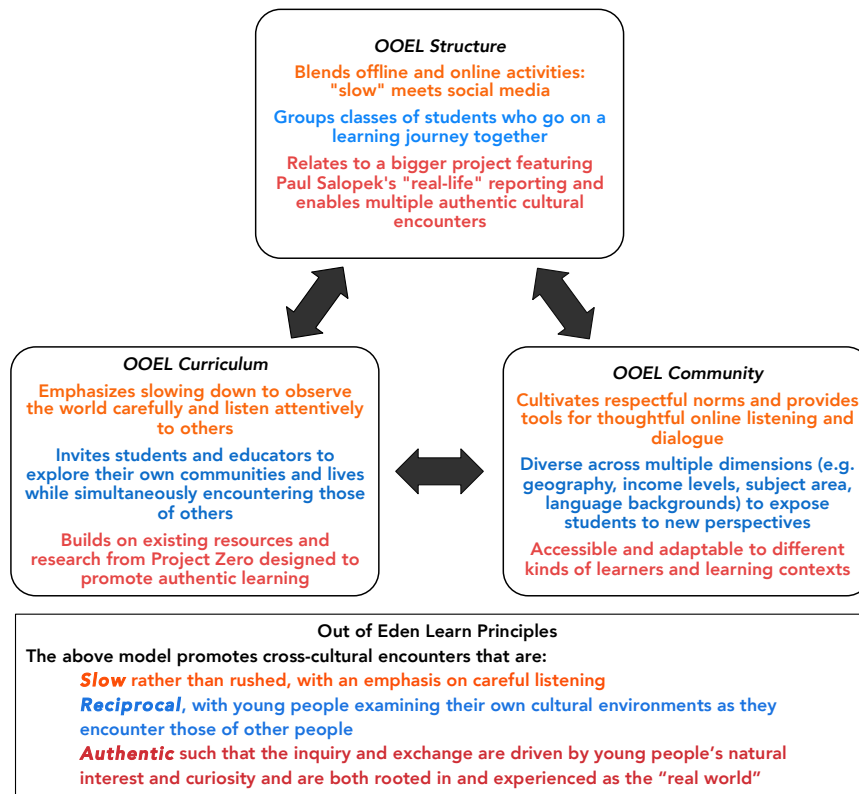 OOEL Structure
Blends offline and online activities:
"slow" meets social media
Groups classes of students who go on a
learning journey together
Relates to a bigger project featuring
Paul Salopek's "real-life" reporting and
enables multiple authentic cultural
encounters
OOEL Curriculum
Emphasizes slowing down to observe
the world carefully and listen attentively
to others
Invites students and educators to
explore their own communities and lives
while simultaneously encountering those
of others
Builds on existing resources and
research from Project Zero designed to
promote authentic learning
OOEL Community
Cultivates respectful norms and provides
tools for thoughtful online listening and
dialogue
Diverse across multiple dimensions (e.g.
geography, income levels, subject area,
language backgrounds) to expose
students to new perspectives
Accessible and adaptable to different
kinds of learners and learning contexts
Out of Eden Learn Principles
The above model promotes cross-cultural encounters that are:
Slow rather than rushed, with an emphasis on careful listening
Reciprocal, with young people examining their own cultural environments as they
encounter those of other people
Authentic such that the inquiry and exchange are driven by young people’s natural
interest and curiosity and are both rooted in and experienced as the “real world”